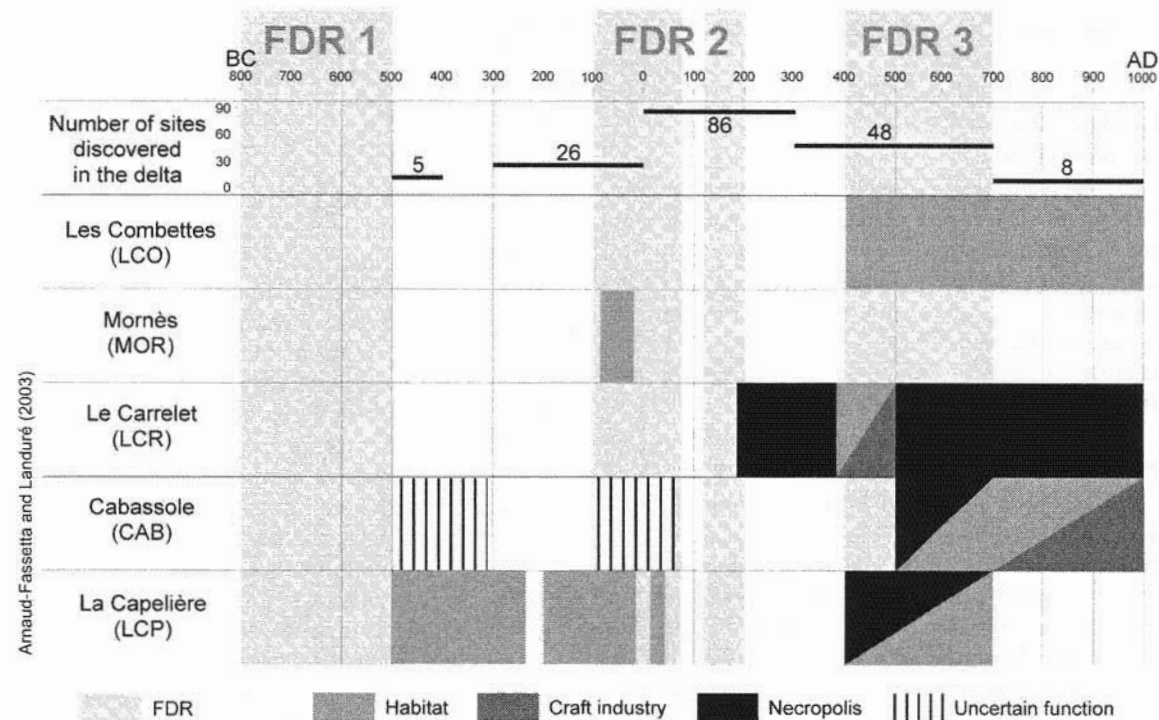 FDR 1
FDR 2
FDR 3
BC
AD
800 700 600 500 400 300 200 100 0 100 200 300 400 500 700 800 1000
Number of sites
discovered
in the delta
90
60
30
0
5
26
86
48
8
Les Combettes
(LCO)
Mornès
(MOR)
Le Carrelet
(LCR)
Cabassole
(CAB)
La Capelière
(LCP)
Arnaud-Fassetta and Landuré (2003)
FDR
Habitat
Craft industry
Necropolis
Uncertain function